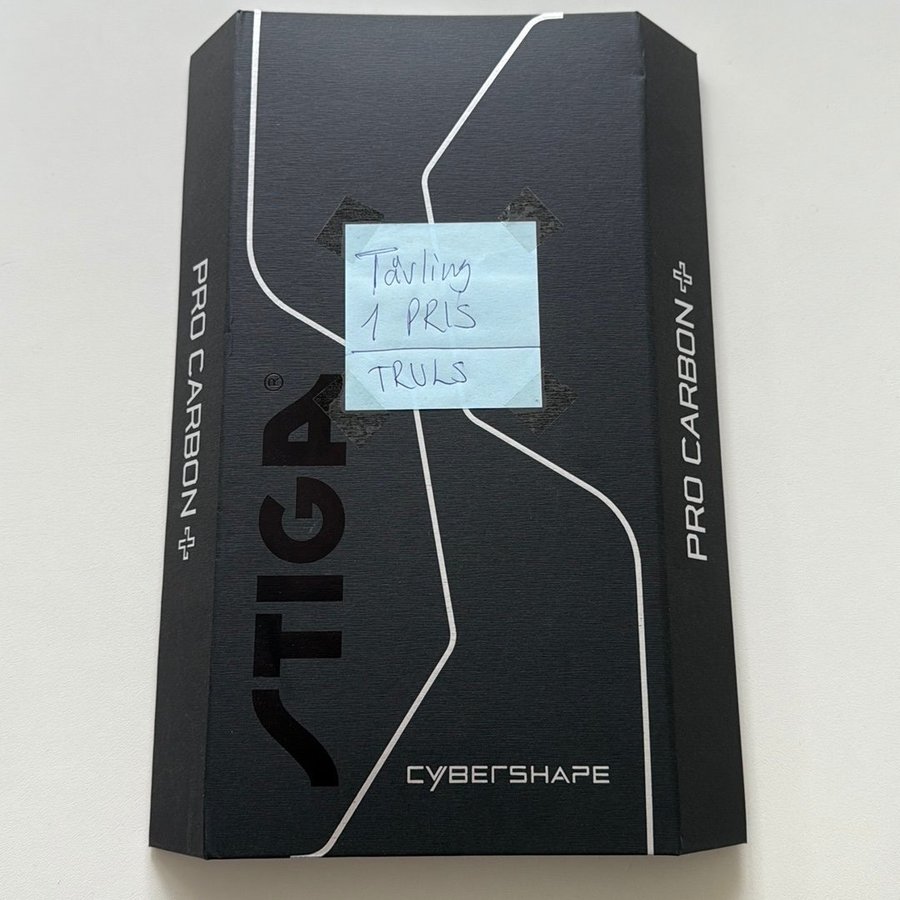 Tävling
1 PRIS
TRULS
STIGA®
CYBERSHAPE
PRO CARBON +
PRO CARBON +